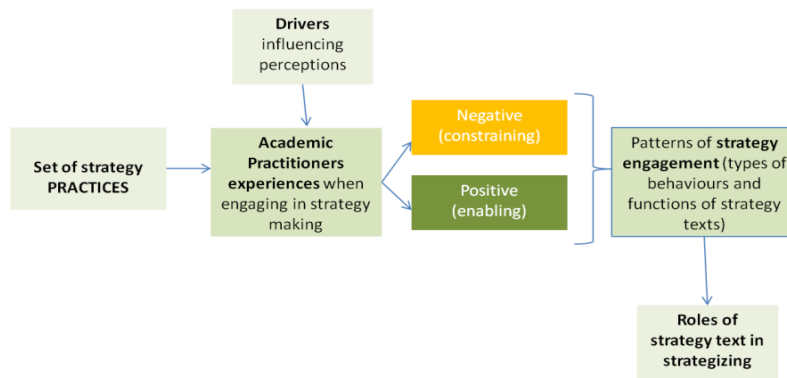 Drivers
influencing
perceptions
Set of strategy
PRACTICES
Academic
Practitioners
experiences when
engaging in strategy
making
Negative
(constraining)
Positive
(enabling)
Patterns of strategy
engagement (types of
behaviours and
functions of strategy
texts)
Roles of
strategy text in
strategizing